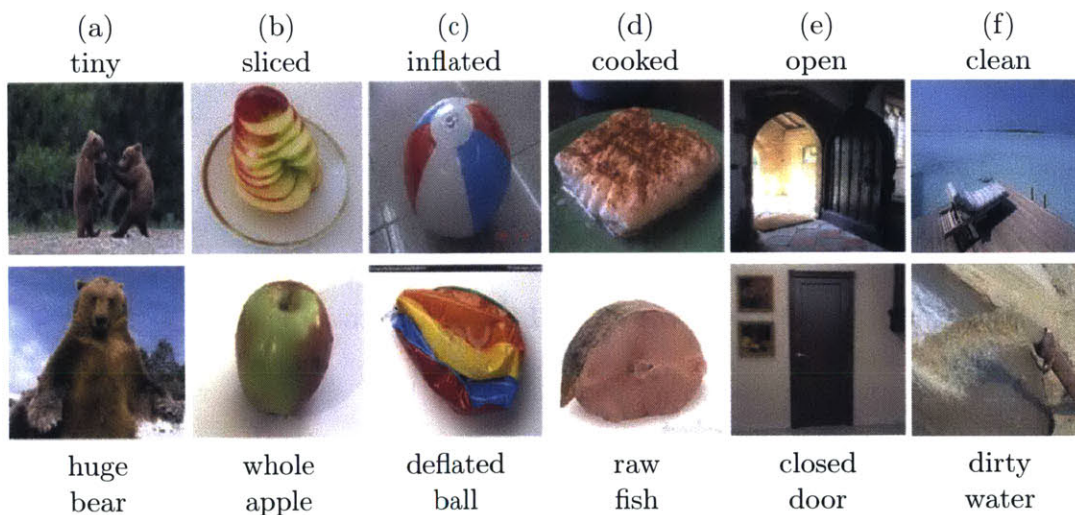 (a) (b) (c) (d) (e) (f)
tiny sliced inflated cooked open clean
huge whole deflated raw closed dirty
bear apple ball fish door water